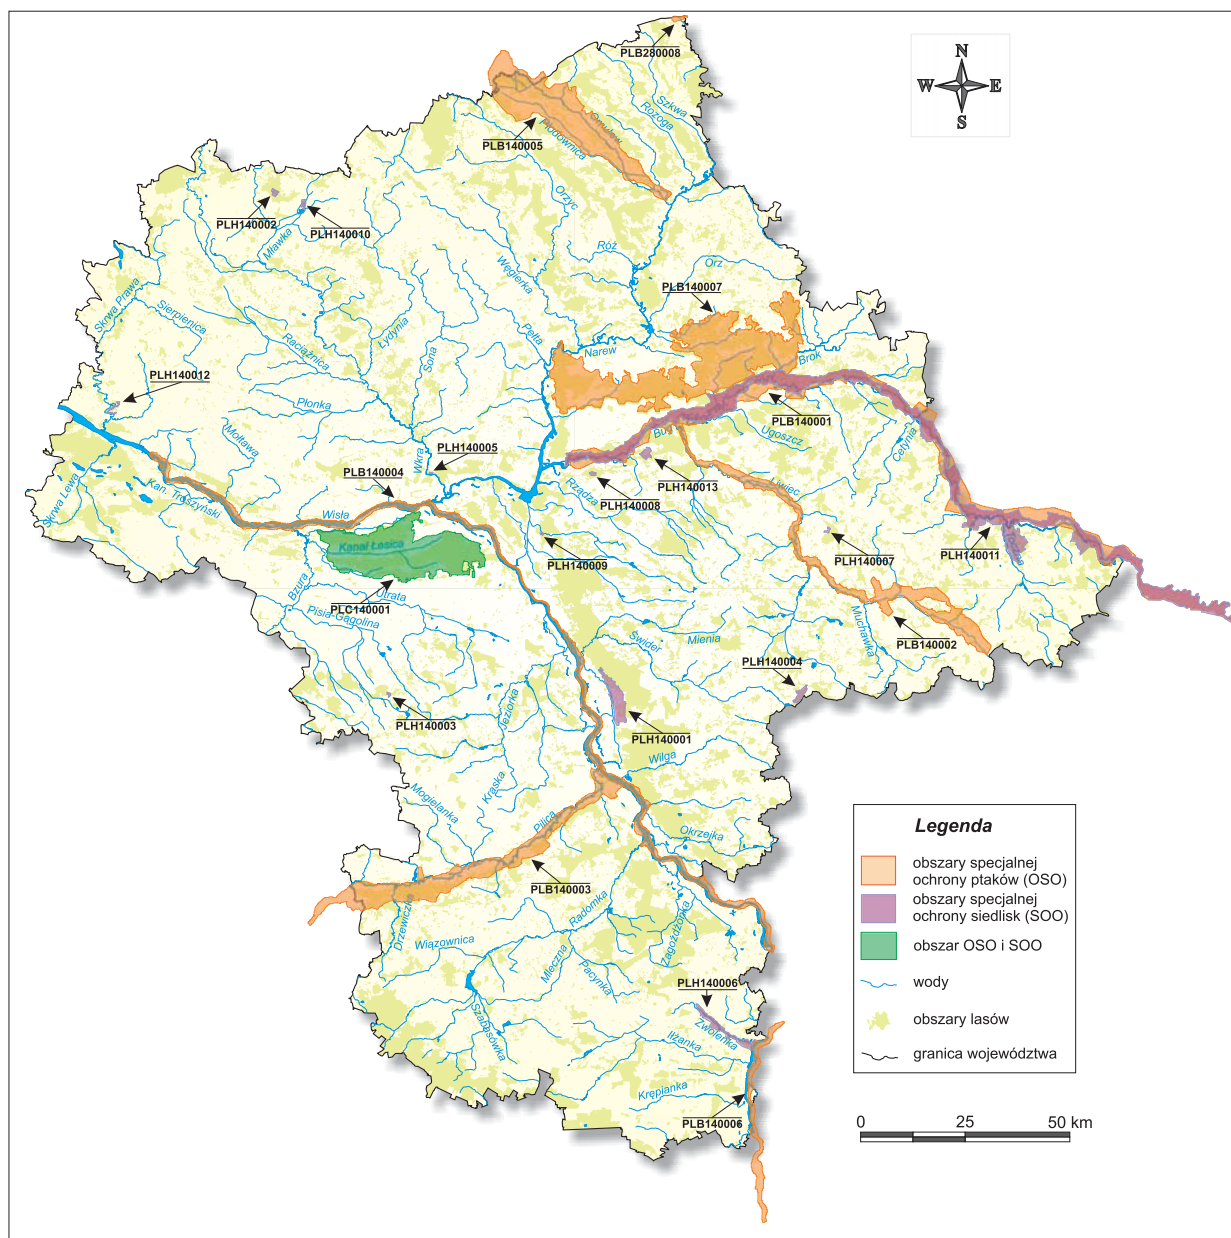 PLB280008
N
W E
S
Szkwa
Rozoga
Omulew
Płodownica
PLB140005
PLH140002
PLH140010
Mławka
Orzyc
Róż
Orz
Węgierka
PLB140007
Skrwa Prawa
Sierpienica
Raciąźnica
Łydynia
Sona
Pełta
Narew
Brok
PLH140012
Płonka
PLB140001
Mołtawa
Wkra
PLH140005
Bug
Ugoszcz
Cetynia
PLB140004
Rządza
PLH140013
PLH140008
Liwiec
Skrwa Lewa
Kan. Troszyński
Wisła
Kanał Łasica
PLH140009
PLH140007
PLH140011
Bzura
PLC140001
Utrata
Pisia-Gągolina
Świder
Mienia
Muchawka
PLB140002
PLH140004
PLH140003
Jeziorka
PLH140001
Wilga
Kraska
Mogielanka
Pilica
Okrzejka
PLB140003
Drzewiczka
Radomka
Zagożdżonka
Wiązownica
Mleczna
Pacynka
PLH140006
Szabasówka
Zwolenka
Iłżanka
Krępianka
PLB140006
Legenda
obszary specjalnej
ochrony ptaków (OSO)
obszary specjalnej
ochrony siedlisk (SOO)
obszar OSO i SOO
wody
obszary lasów
granica województwa
0 25 50 km